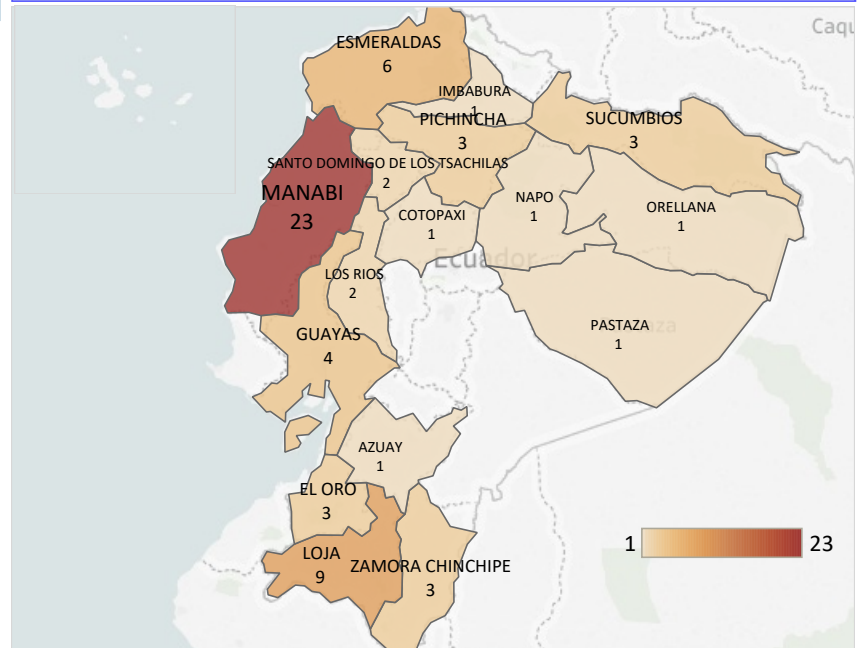 Caqu
ESMERALDAS
6
IMBABURA
1
PICHINCHA
3
SUCUMBIOS
3
SANTO DOMINGO DE LOS TSACHILAS
2
MANABI
23
NAPO
1
COTOPAXI
1
ORELLANA
1
Ecuador
LOS RIOS
2
GUAYAS
4
PASTAZA
1
AZUAY
1
EL ORO
3
LOJA
9
ZAMORA CHINCHIPE
3
1 23